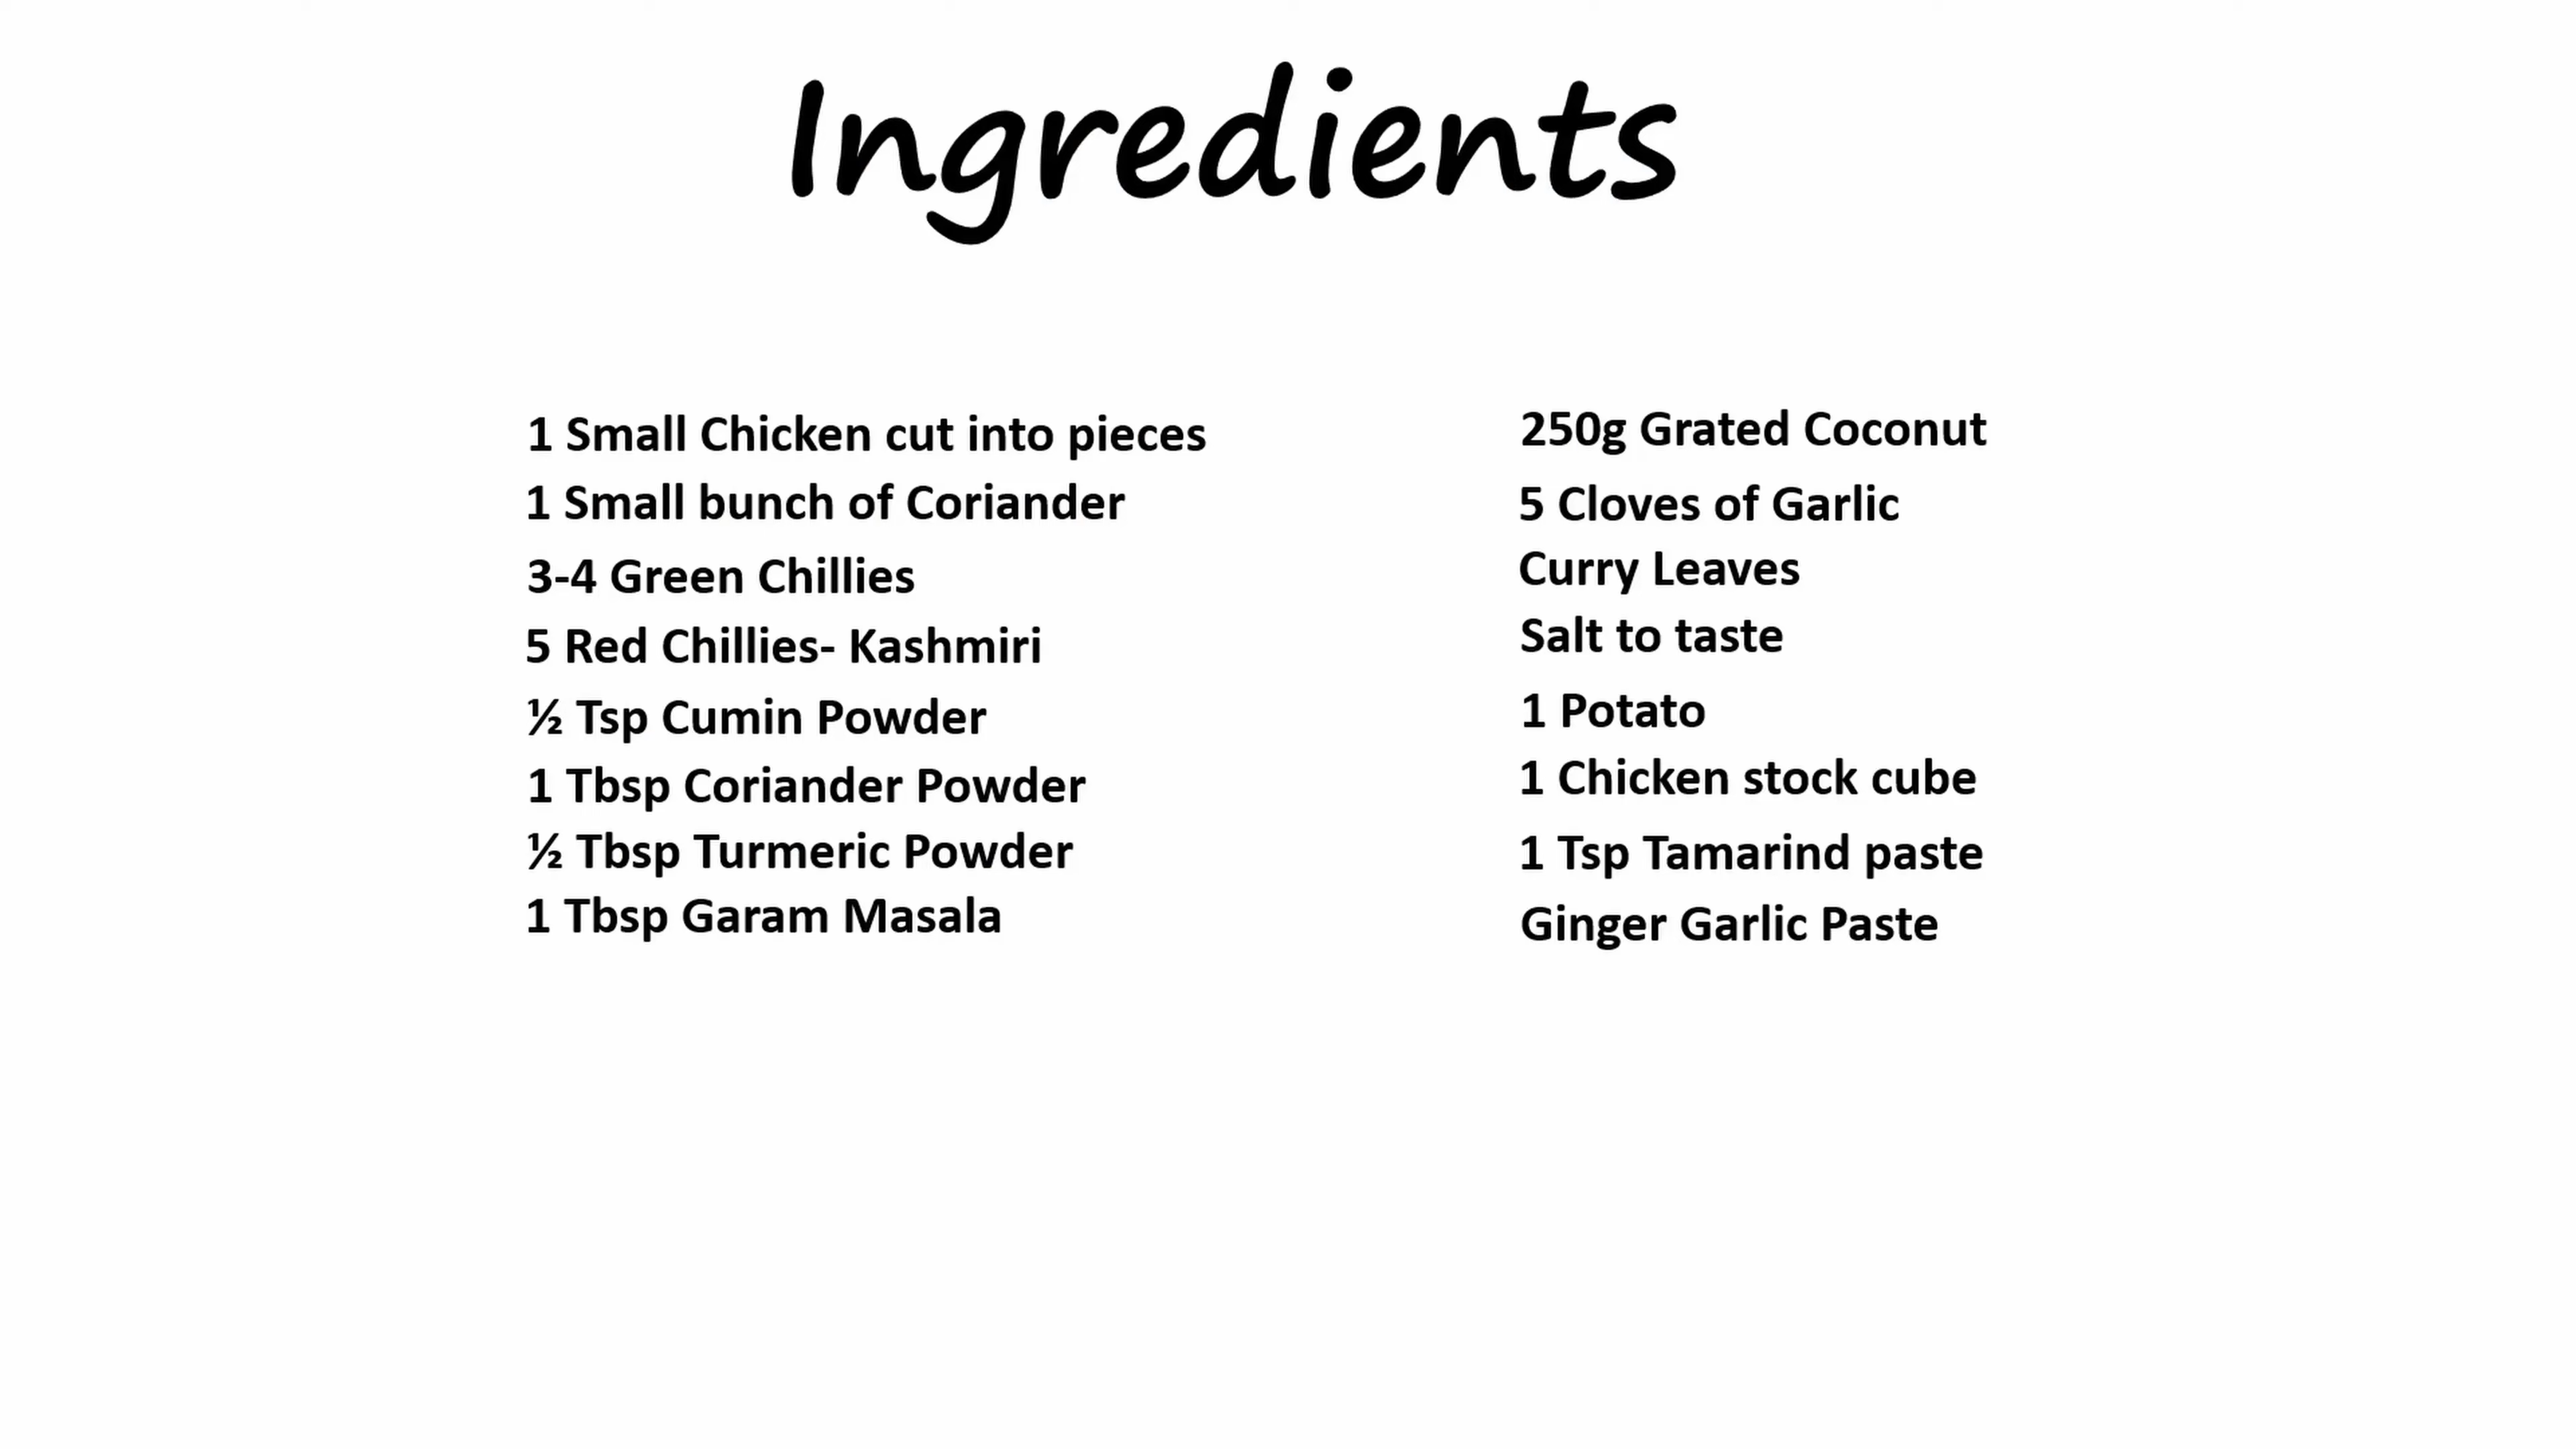 Ingredients
1 Small Chicken cut into pieces
1 Small bunch of Coriander
3-4 Green Chillies
5 Red Chillies- Kashmiri
½ Tsp Cumin Powder
1 Tbsp Coriander Powder
½ Tbsp Turmeric Powder
1 Tbsp Garam Masala
250g Grated Coconut
5 Cloves of Garlic
Curry Leaves
Salt to taste
1 Potato
1 Chicken stock cube
1 Tsp Tamarind paste
Ginger Garlic Paste